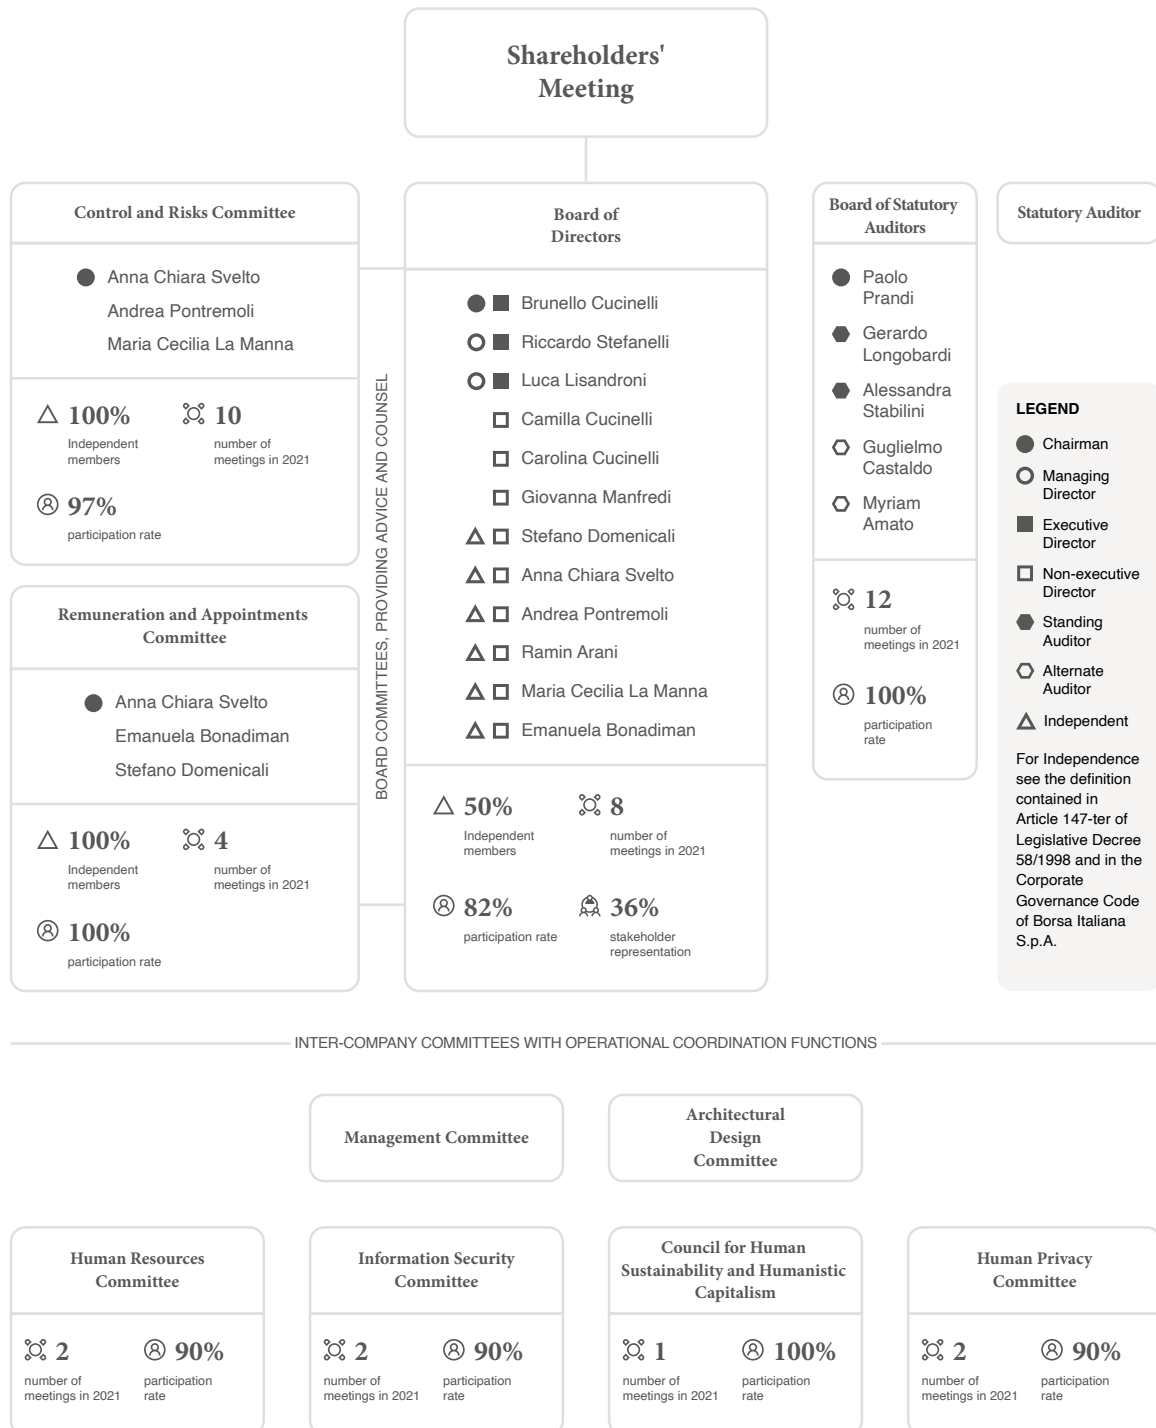 Shareholders'
Meeting
Control and Risks Committee
Anna Chiara Svelto
Andrea Pontremoli
Maria Cecilia La Manna
100%
Independent
members
10
number of
meetings in 2021
97%
participation rate
Remuneration and Appointments
Committee
Anna Chiara Svelto
Emanuela Bonadiman
Stefano Domenicali
100%
Independent
members
4
number of
meetings in 2021
100%
participation rate
BOARD COMMITTEES, PROVIDING ADVICE AND COUNSEL
Board of
Directors
Brunello Cucinelli
Riccardo Stefanelli
Luca Lisandroni
Camilla Cucinelli
Carolina Cucinelli
Giovanna Manfredi
Stefano Domenicali
Anna Chiara Svelto
Andrea Pontremoli
Ramin Arani
Maria Cecilia La Manna
Emanuela Bonadiman
50%
Independent
members
8
number of
meetings in 2021
82%
participation rate
36%
stakeholder
representation
Board of Statutory
Auditors
Paolo
Prandi
Gerardo
Longobardi
Alessandra
Stabilini
Guglielmo
Castaldo
Myriam
Amato
12
number of
meetings in 2021
100%
participation
rate
Statutory Auditor
LEGEND
Chairman
Managing
Director
Executive
Director
Non-executive
Director
Standing
Auditor
Alternate
Auditor
Independent
For Independence
see the definition
contained in
Article 147-ter of
Legislative Decree
58/1998 and in the
Corporate
Governance Code
of Borsa Italiana
S.p.A.
INTER-COMPANY COMMITTEES WITH OPERATIONAL COORDINATION FUNCTIONS
Management Committee
Architectural
Design
Committee
Human Resources
Committee
2
number of
meetings in 2021
90%
participation
rate
Information Security
Committee
2
number of
meetings in 2021
90%
participation
rate
Council for Human
Sustainability and Humanistic
Capitalism
1
number of
meetings in 2021
100%
participation
rate
Human Privacy
Committee
2
number of
meetings in 2021
90%
participation
rate